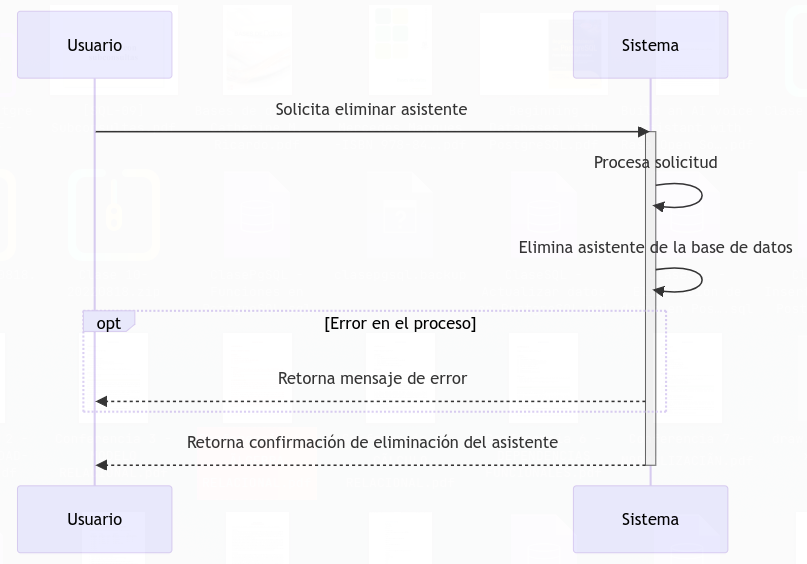 Usuario
Sistema
Solicita eliminar asistente
Procesa solicitud
Elimina asistente de la base de datos
opt
[Error en el proceso]
Retorna mensaje de error
Retorna confirmación de eliminación del asistente
Usuario
Sistema